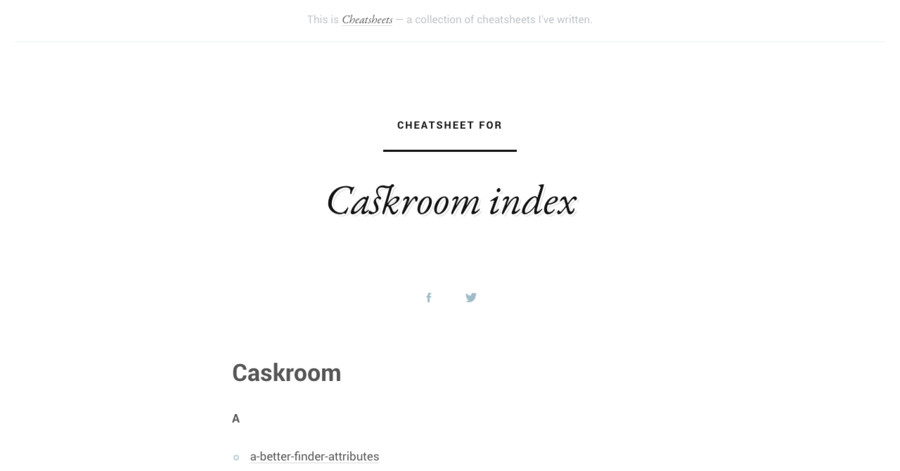 This is Cheatsheets — a collection of cheatsheets I've written.
CHEATSHEET FOR
Caskroom index
Caskroom
A
a-better-finder-attributes